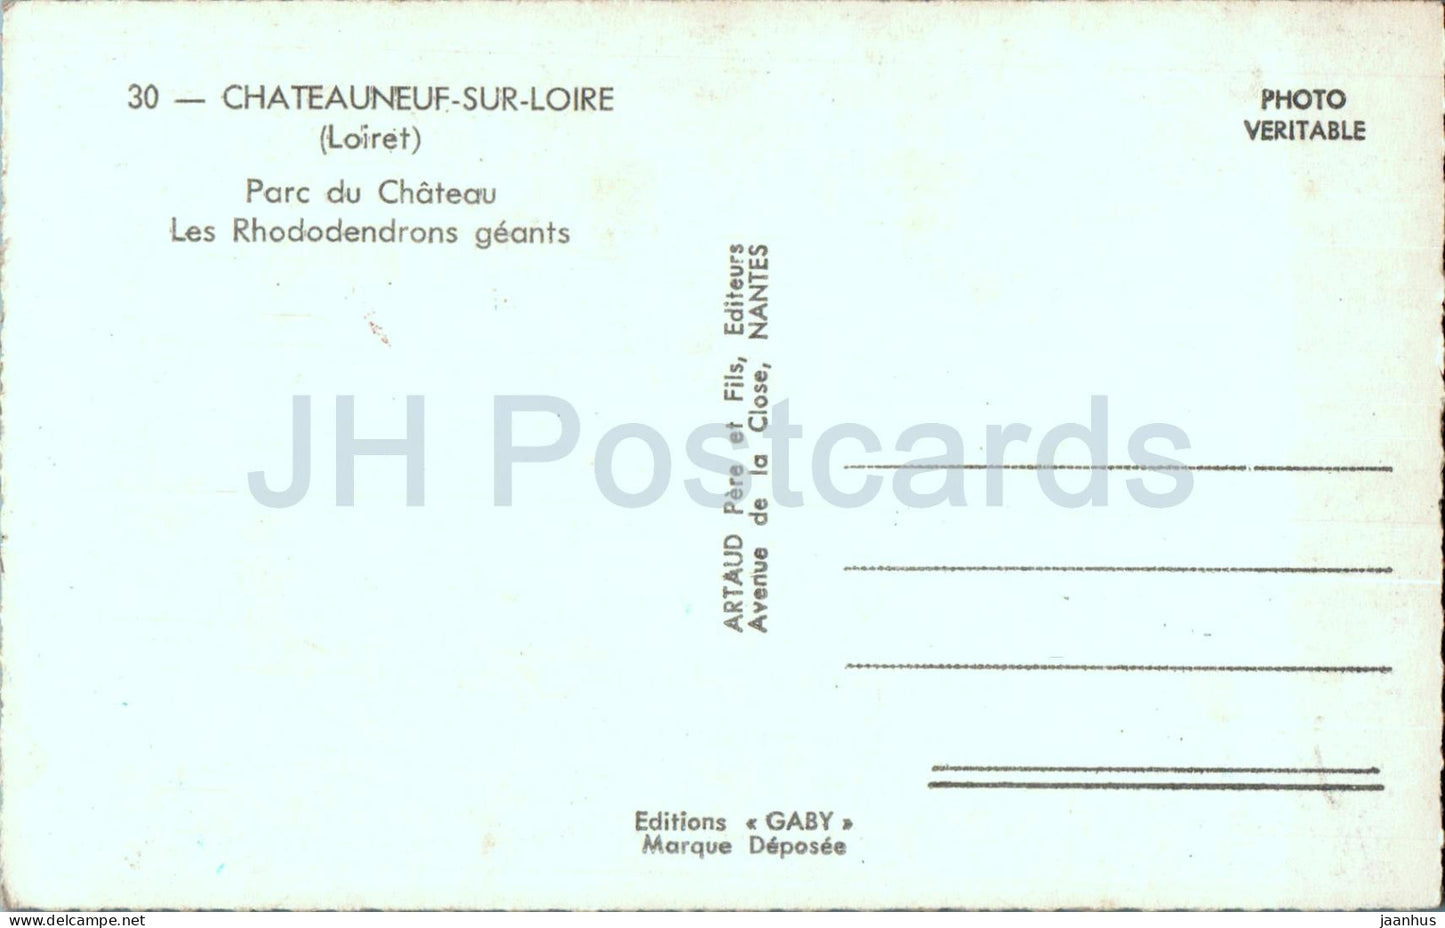 30 — CHATEAUNEUF-SUR-LOIRE
(Loiret)
Parc du Château
Les Rhododendrons géants
PHOTO
VERITABLE
ARTAUD Père et Fils, Editeurs
Avenue de la Close, NANTES
JH Postcards
Editions « GABY »
Marque Déposée
www.delcampe.net
jaanhus